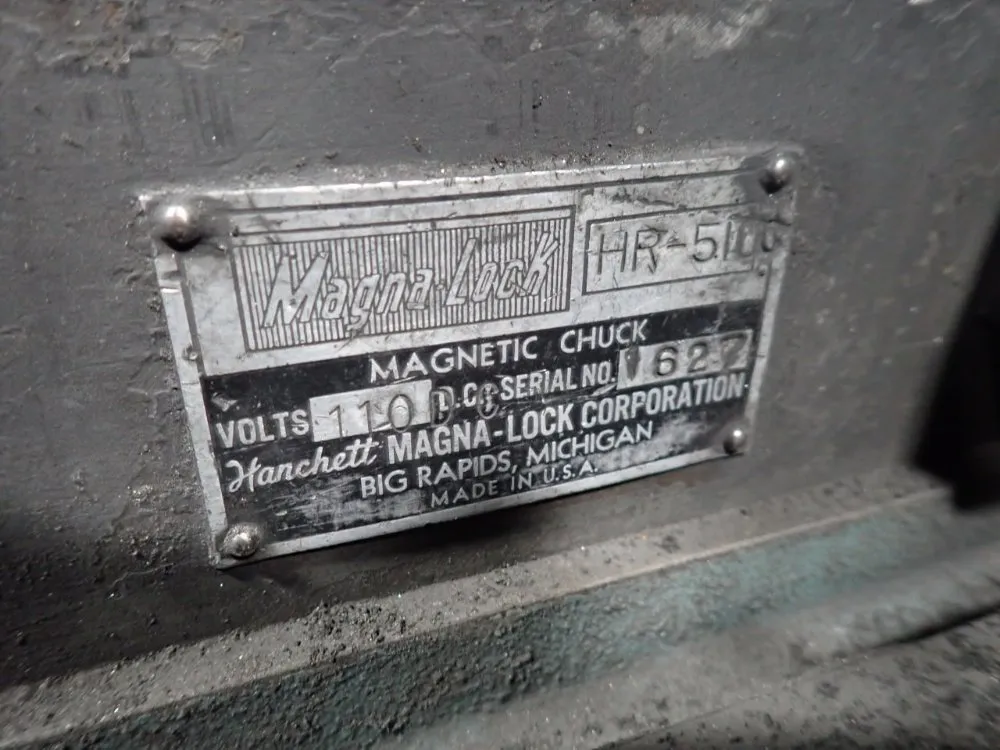 Magna-Lock
HR-510
MAGNETIC CHUCK
VOLTS 110 D.C. SERIAL NO. 1627
Hanchett MAGNA-LOCK CORPORATION
BIG RAPIDS, MICHIGAN
MADE IN U.S.A.